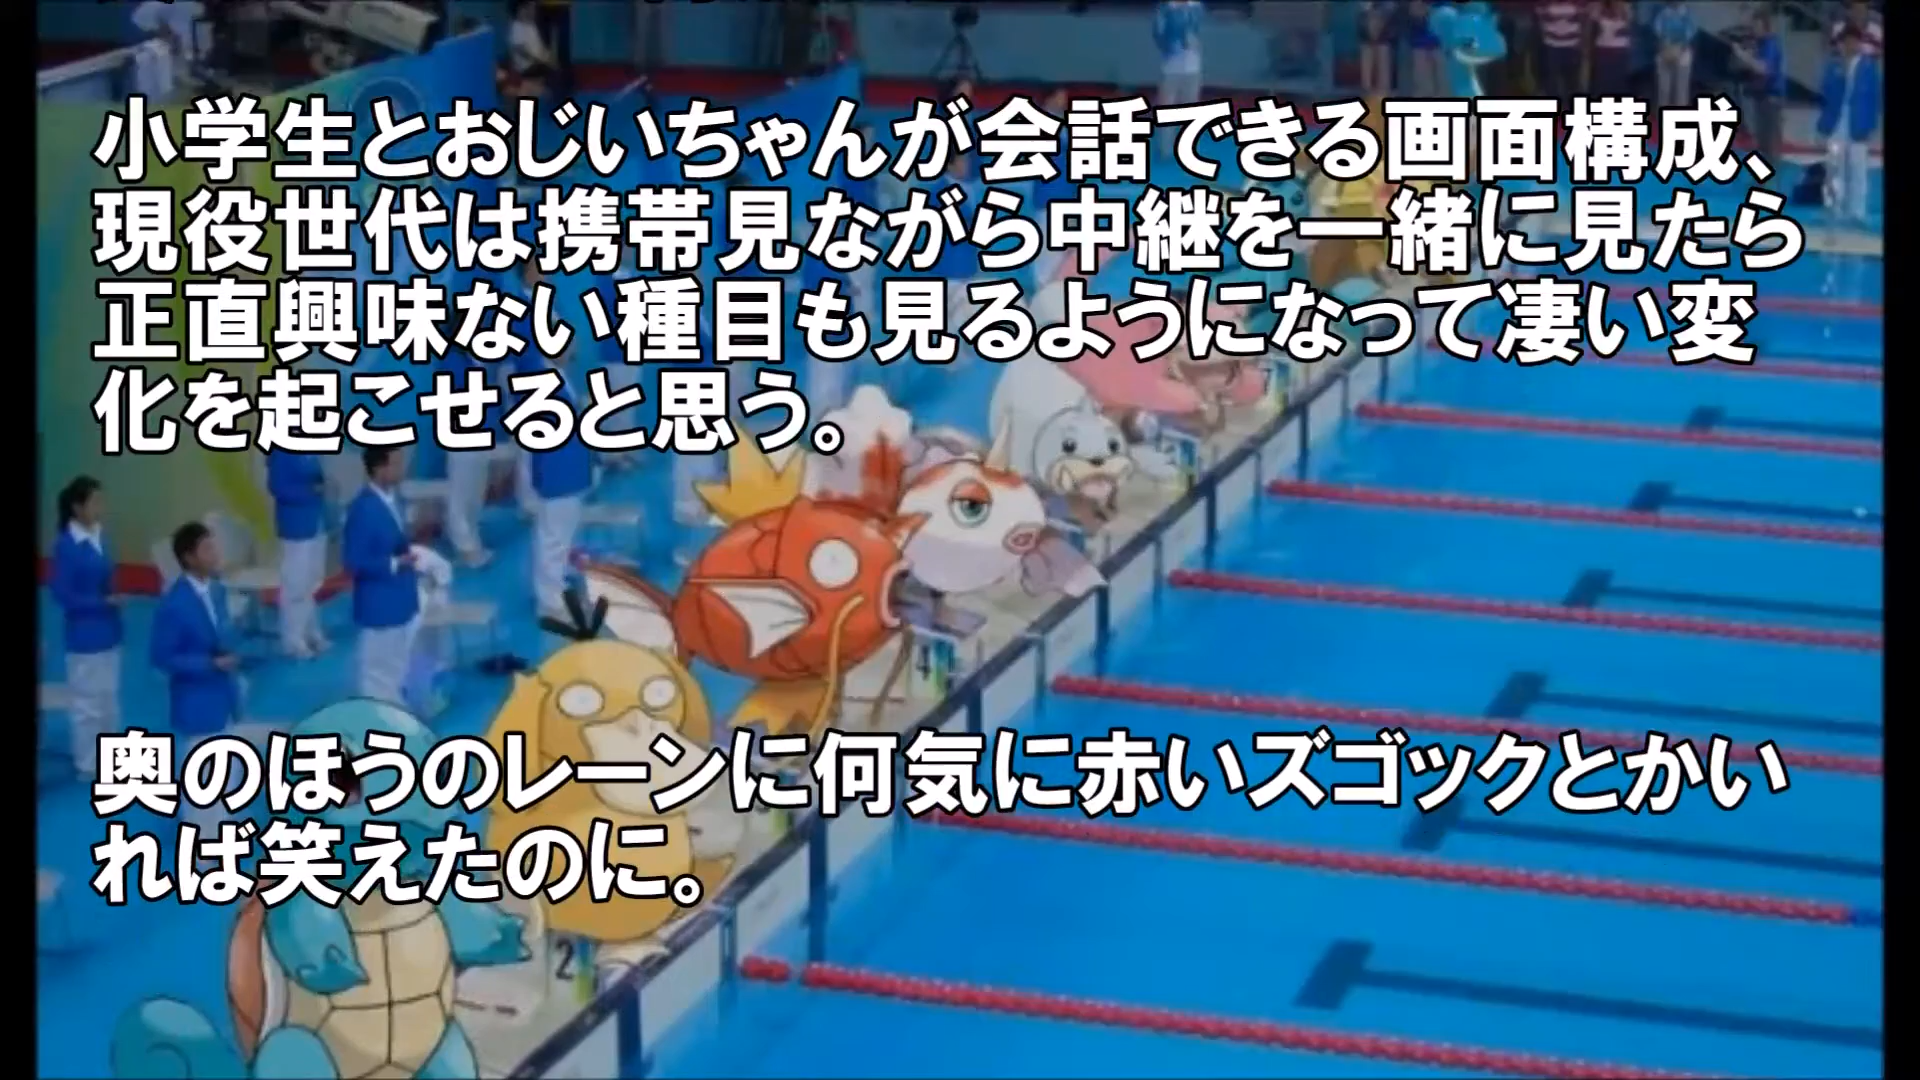 小学生とおじいちゃんが会話できる画面構成、
現役世代は携帯見ながら中継を一緒に見たら
正直興味ない種目も見るようになって凄い変
化を起こせると思う。
4
奥のほうのレーンに何気に赤いズゴックとかい
れば笑えたのに。
2